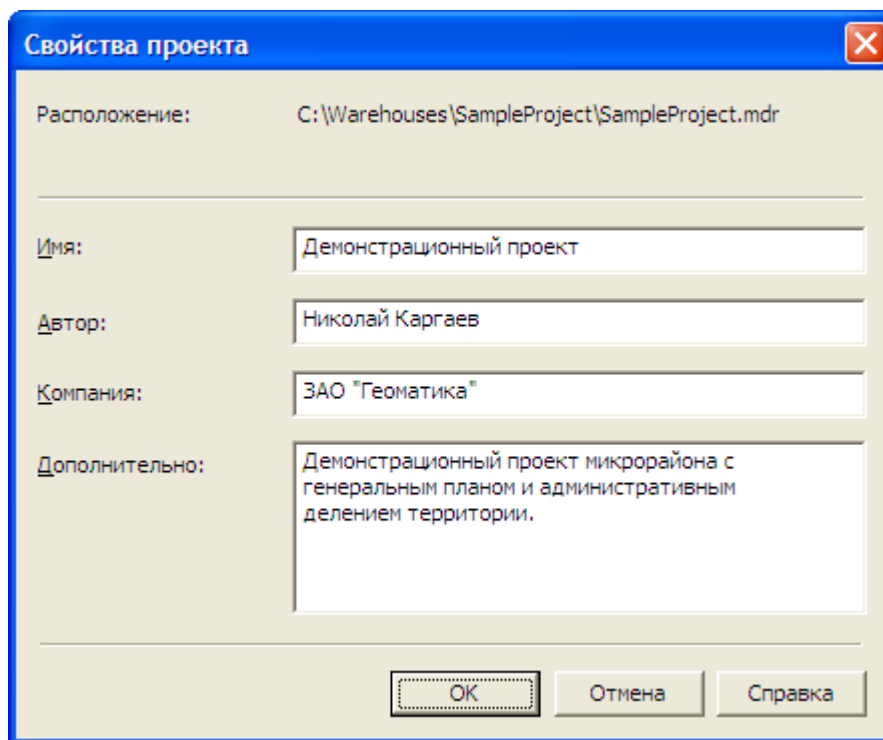 Свойства проекта
Расположение: C:\Warehouses\SampleProject\SampleProject.mdr
Имя: Демонстрационный проект
Автор: Николай Каргаев
Компания: ЗАО "Геоматика"
Дополнительно: Демонстрационный проект микрорайона с
генеральным планом и административным
делением территории.
OK Отмена Справка